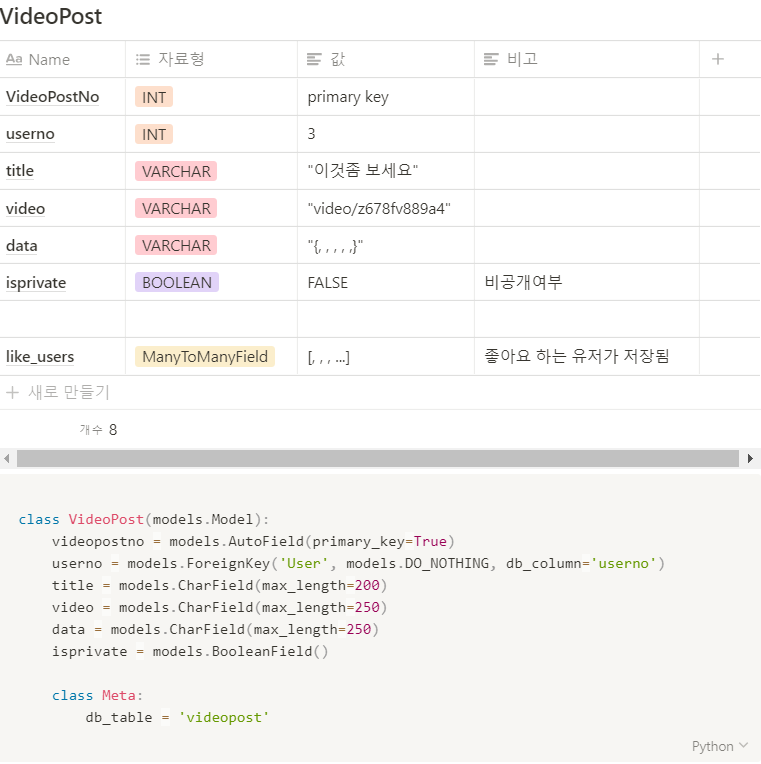 VideoPost
Aa Name 자료형 값 비고 +
VideoPostNo INT primary key
userno INT 3
title VARCHAR "이것좀 보세요"
video VARCHAR "video/z678fv889a4"
data VARCHAR "{, , , , ,}"
isprivate BOOLEAN FALSE 비공개여부
like_users ManyToManyField [, , , ...] 좋아요 하는 유저가 저장됨
+ 새로 만들기
개수 8
class VideoPost(models.Model):
    videopostno = models.AutoField(primary_key=True)
    userno = models.ForeignKey('User', models.DO_NOTHING, db_column='userno')
    title = models.CharField(max_length=200)
    video = models.CharField(max_length=250)
    data = models.CharField(max_length=250)
    isprivate = models.BooleanField()
    class Meta:
        db_table = 'videopost'
Python